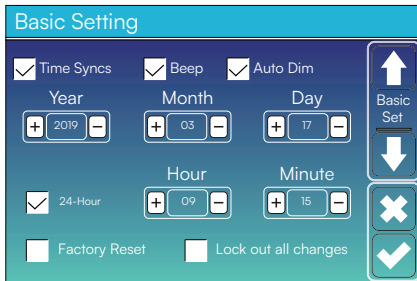 Basic Setting
Time Syncs Beep Auto Dim
Year Month Day
+ 2019 − + 03 − + 17 −
Basic
Set
Hour Minute
24-Hour + 09 − + 15 −
Factory Reset Lock out all changes